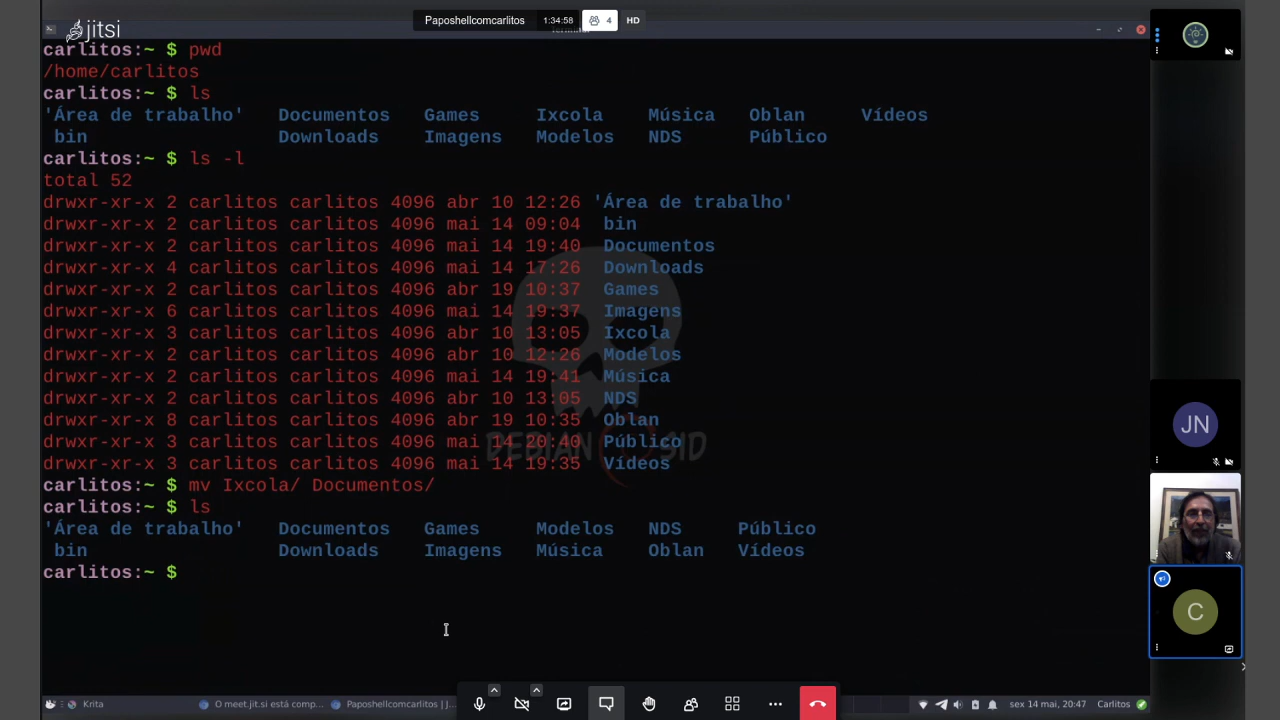 jitsi
Paposhellcomcarlitos
1:34:58
4
HD
carlitos:~ $ pwd
/home/carlitos
carlitos:~ $ ls
'Área de trabalho' Documentos Games Ixcola Música Oblan Vídeos
bin Downloads Imagens Modelos NDS Público
carlitos:~ $ ls -l
total 52
drwxr-xr-x 2 carlitos carlitos 4096 abr 10 12:26 'Área de trabalho'
drwxr-xr-x 2 carlitos carlitos 4096 mai 14 09:04 bin
drwxr-xr-x 2 carlitos carlitos 4096 mai 14 19:40 Documentos
drwxr-xr-x 4 carlitos carlitos 4096 mai 14 17:26 Downloads
drwxr-xr-x 2 carlitos carlitos 4096 abr 19 10:37 Games
drwxr-xr-x 6 carlitos carlitos 4096 mai 14 19:37 Imagens
drwxr-xr-x 3 carlitos carlitos 4096 abr 10 13:05 Ixcola
drwxr-xr-x 2 carlitos carlitos 4096 abr 10 12:26 Modelos
drwxr-xr-x 2 carlitos carlitos 4096 mai 14 19:41 Música
drwxr-xr-x 2 carlitos carlitos 4096 abr 10 13:05 NDS
drwxr-xr-x 8 carlitos carlitos 4096 abr 19 10:35 Oblan
drwxr-xr-x 3 carlitos carlitos 4096 mai 14 20:40 Público
drwxr-xr-x 3 carlitos carlitos 4096 mai 14 19:35 Vídeos
DEBIAN SID
carlitos:~ $ mv Ixcola/ Documentos/
carlitos:~ $ ls
'Área de trabalho' Documentos Games Modelos NDS Público
bin Downloads Imagens Música Oblan Vídeos
carlitos:~ $
JN
C
Krita
O meet.jit.si está comp...
Paposhellcomcarlitos | J...
sex 14 mai, 20:47
Carlitos